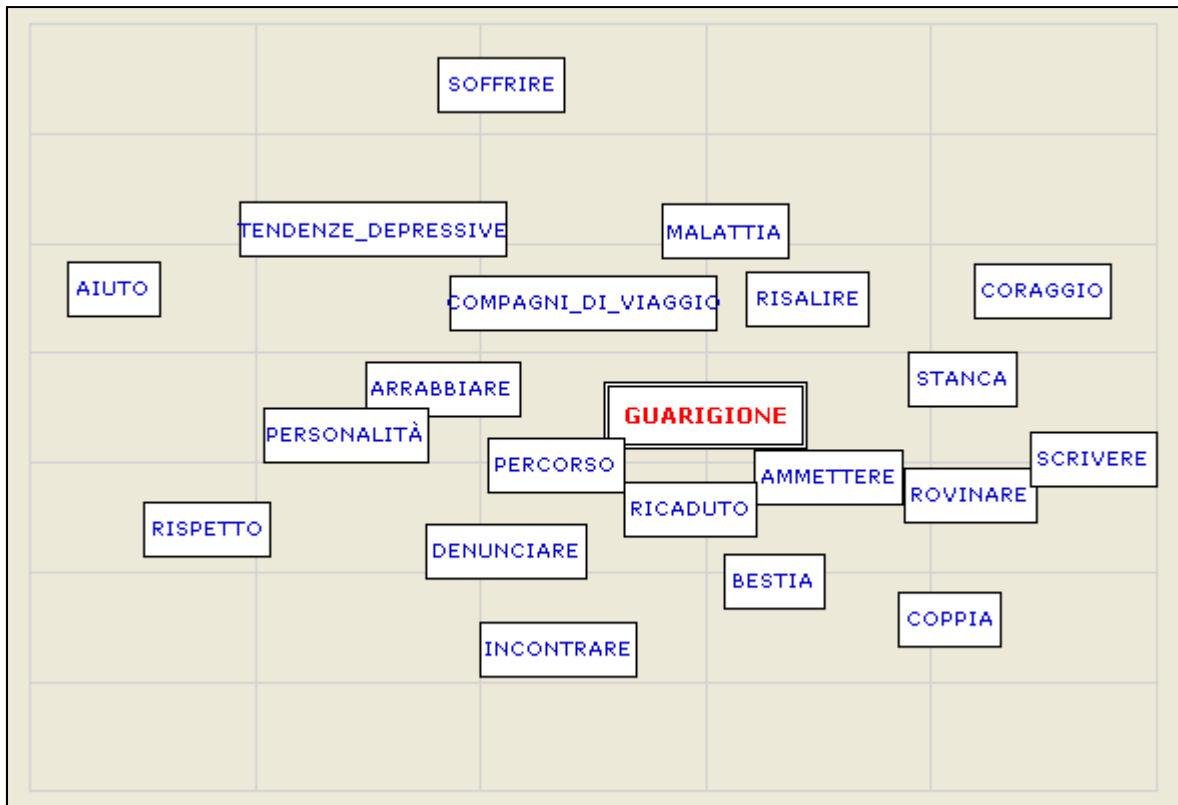 SOFFRIRE
TENDENZE_DEPRESSIVE
MALATTIA
AIUTO
COMPAGNI_DI_VIAGGIO
RISALIRE
CORAGGIO
ARRABBIARE
STANCA
GUARIGIONE
PERSONALITÀ
PERCORSO
AMMETTERE
SCRIVERE
ROVINARE
RICADUTO
RISPETTO
DENUNCIARE
BESTIA
COPPIA
INCONTRARE